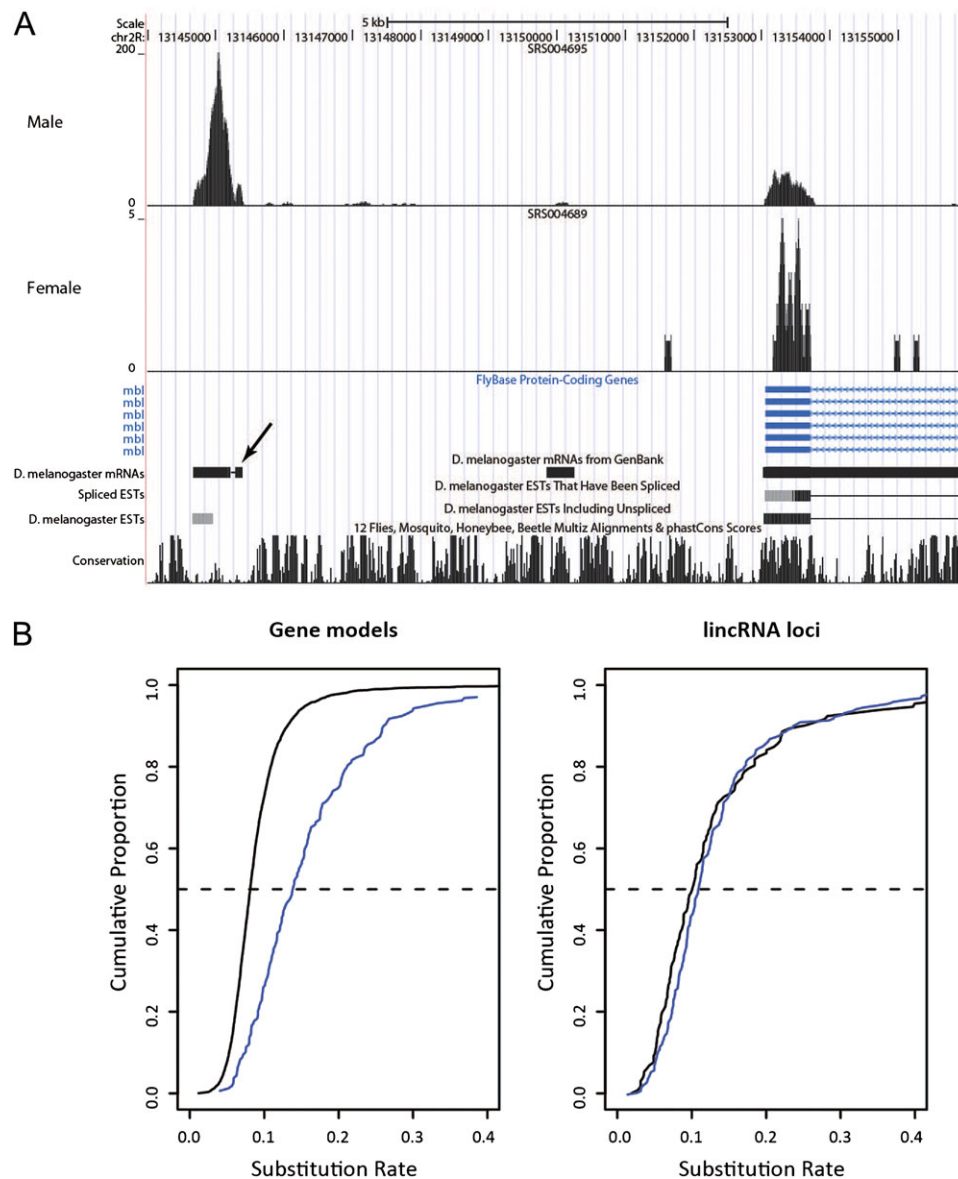 A
Scale
5 kb
chr2R:
13145000 13146000 13147000 13148000 13149000 13150000 13151000 13152000 13153000 13154000 13155000
200
SRS004695
Male
0
5
SRS004689
Female
0
FlyBase Protein-Coding Genes
mbl
mbl
mbl
mbl
mbl
mbl
D. melanogaster mRNAs from GenBank
D. melanogaster mRNAs
D. melanogaster ESTs That Have Been Spliced
Spliced ESTs
D. melanogaster ESTs Including Unspliced
D. melanogaster ESTs
12 Flies, Mosquito, Honeybee, Beetle Multiz Alignments & phastCons Scores
Conservation
B
Gene models
Cumulative Proportion
1.0
0.8
0.6
0.4
0.2
0.0
0.0 0.1 0.2 0.3 0.4
Substitution Rate
lincRNA loci
Cumulative Proportion
1.0
0.8
0.6
0.4
0.2
0.0
0.0 0.1 0.2 0.3 0.4
Substitution Rate